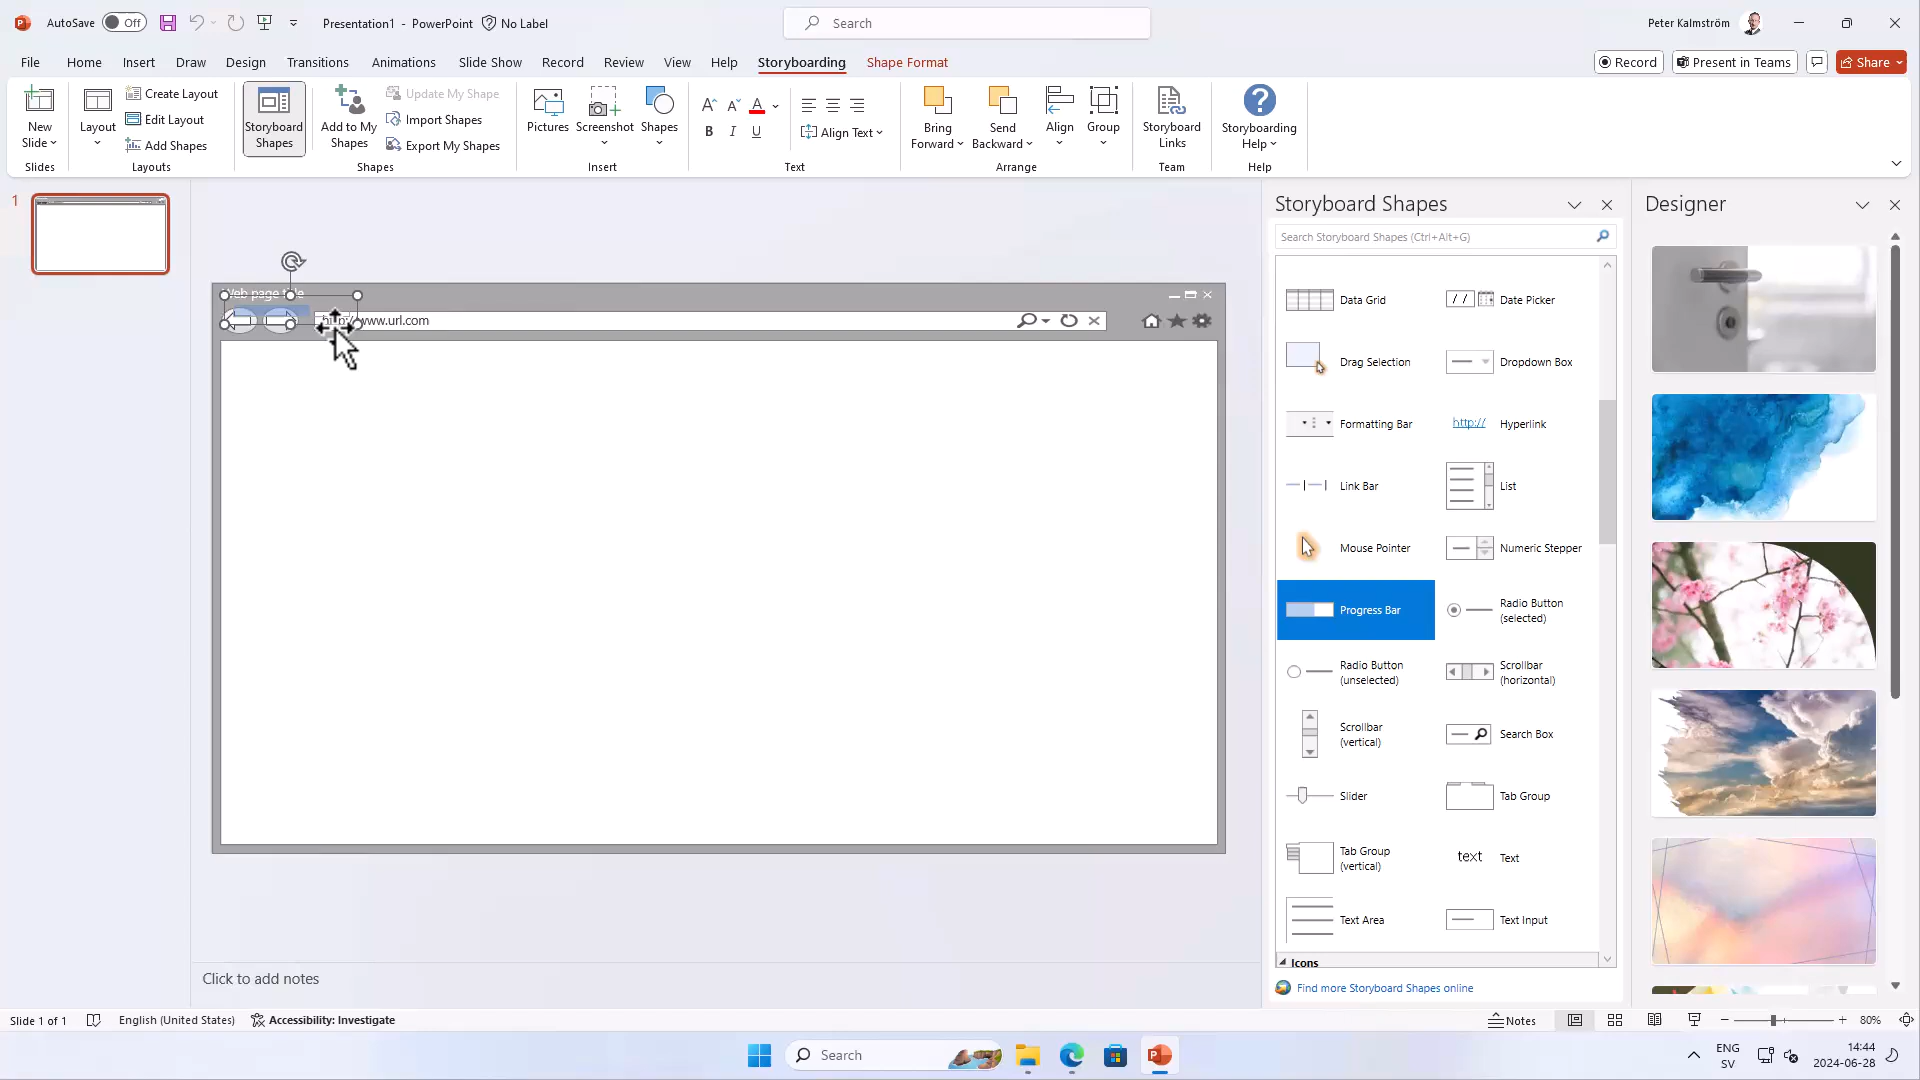 AutoSave Off Presentation1 - PowerPoint No Label Search Peter Kalmström
File Home Insert Draw Design Transitions Animations Slide Show Record Review View Help Storyboarding Shape Format Record Present in Teams Share
New Slide
Slides
Layout
Create Layout
Edit Layout
Add Shapes
Layouts
Storyboard Shapes
Add to My Shapes
Update My Shape
Import Shapes
Export My Shapes
Shapes
Pictures
Screenshot
Shapes
Insert
A A A
B I U
Align Text
Text
Bring Forward
Send Backward
Align
Group
Arrange
Storyboard Links
Team
Storyboarding Help
Help
1
Web page
www.url.com
Storyboard Shapes
Search Storyboard Shapes (Ctrl+Alt+G)
Data Grid
Date Picker
Drag Selection
Dropdown Box
Formatting Bar
http:// Hyperlink
Link Bar
List
Mouse Pointer
Numeric Stepper
Progress Bar
Radio Button (selected)
Radio Button (unselected)
Scrollbar (horizontal)
Scrollbar (vertical)
Search Box
Slider
Tab Group
Tab Group (vertical)
text Text
Text Area
Text Input
Icons
Find more Storyboard Shapes online
Designer
Click to add notes
Slide 1 of 1 English (United States) Accessibility: Investigate Notes 80%
Search
ENG
SV
14:44
2024-06-28